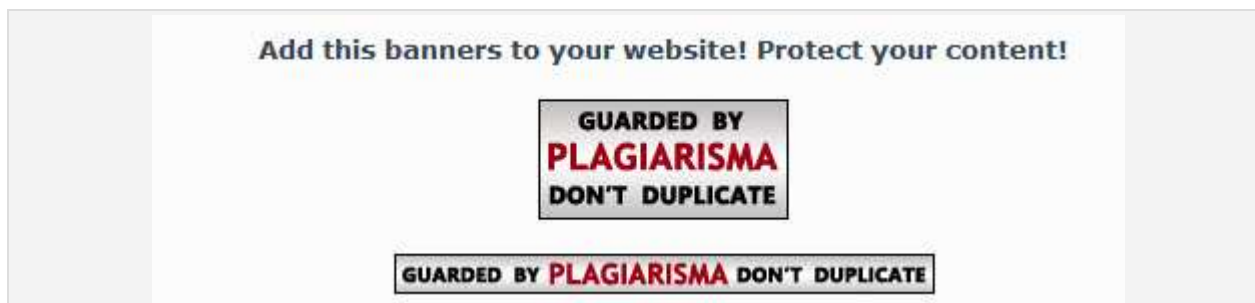 Add this banners to your website! Protect your content!
GUARDED BY
PLAGIARISMA
DON'T DUPLICATE
GUARDED BY PLAGIARISMA DON'T DUPLICATE